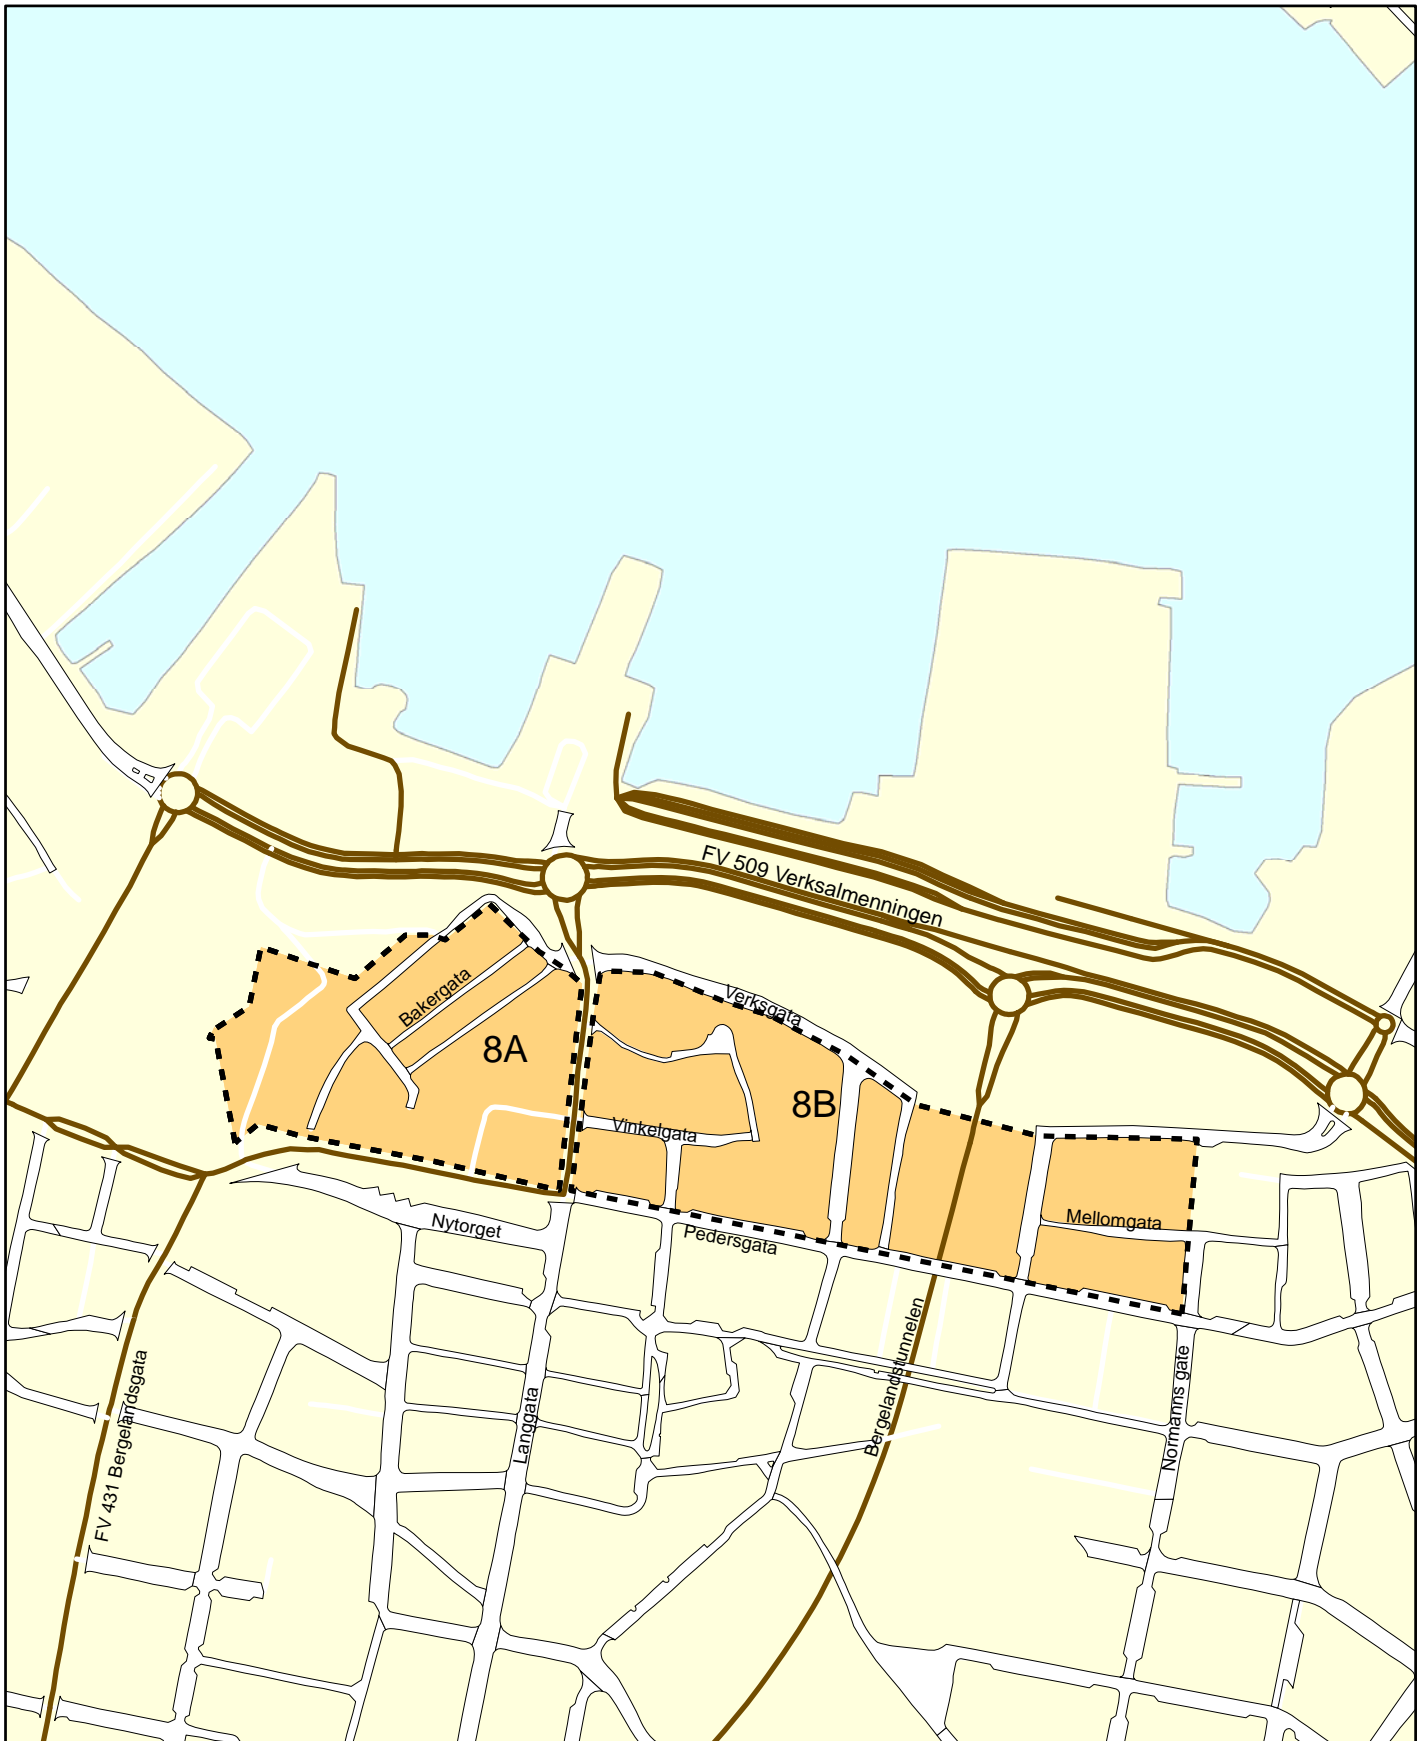 FV 509 Verksalmenningen
Bakergata
Verksgata
8A
8B
Vinkelgata
Nytorget
Pedersgata
Mellomgata
Bergelandstunnelen
FV 431 Bergelandsgata
Langgata
Normanns gate